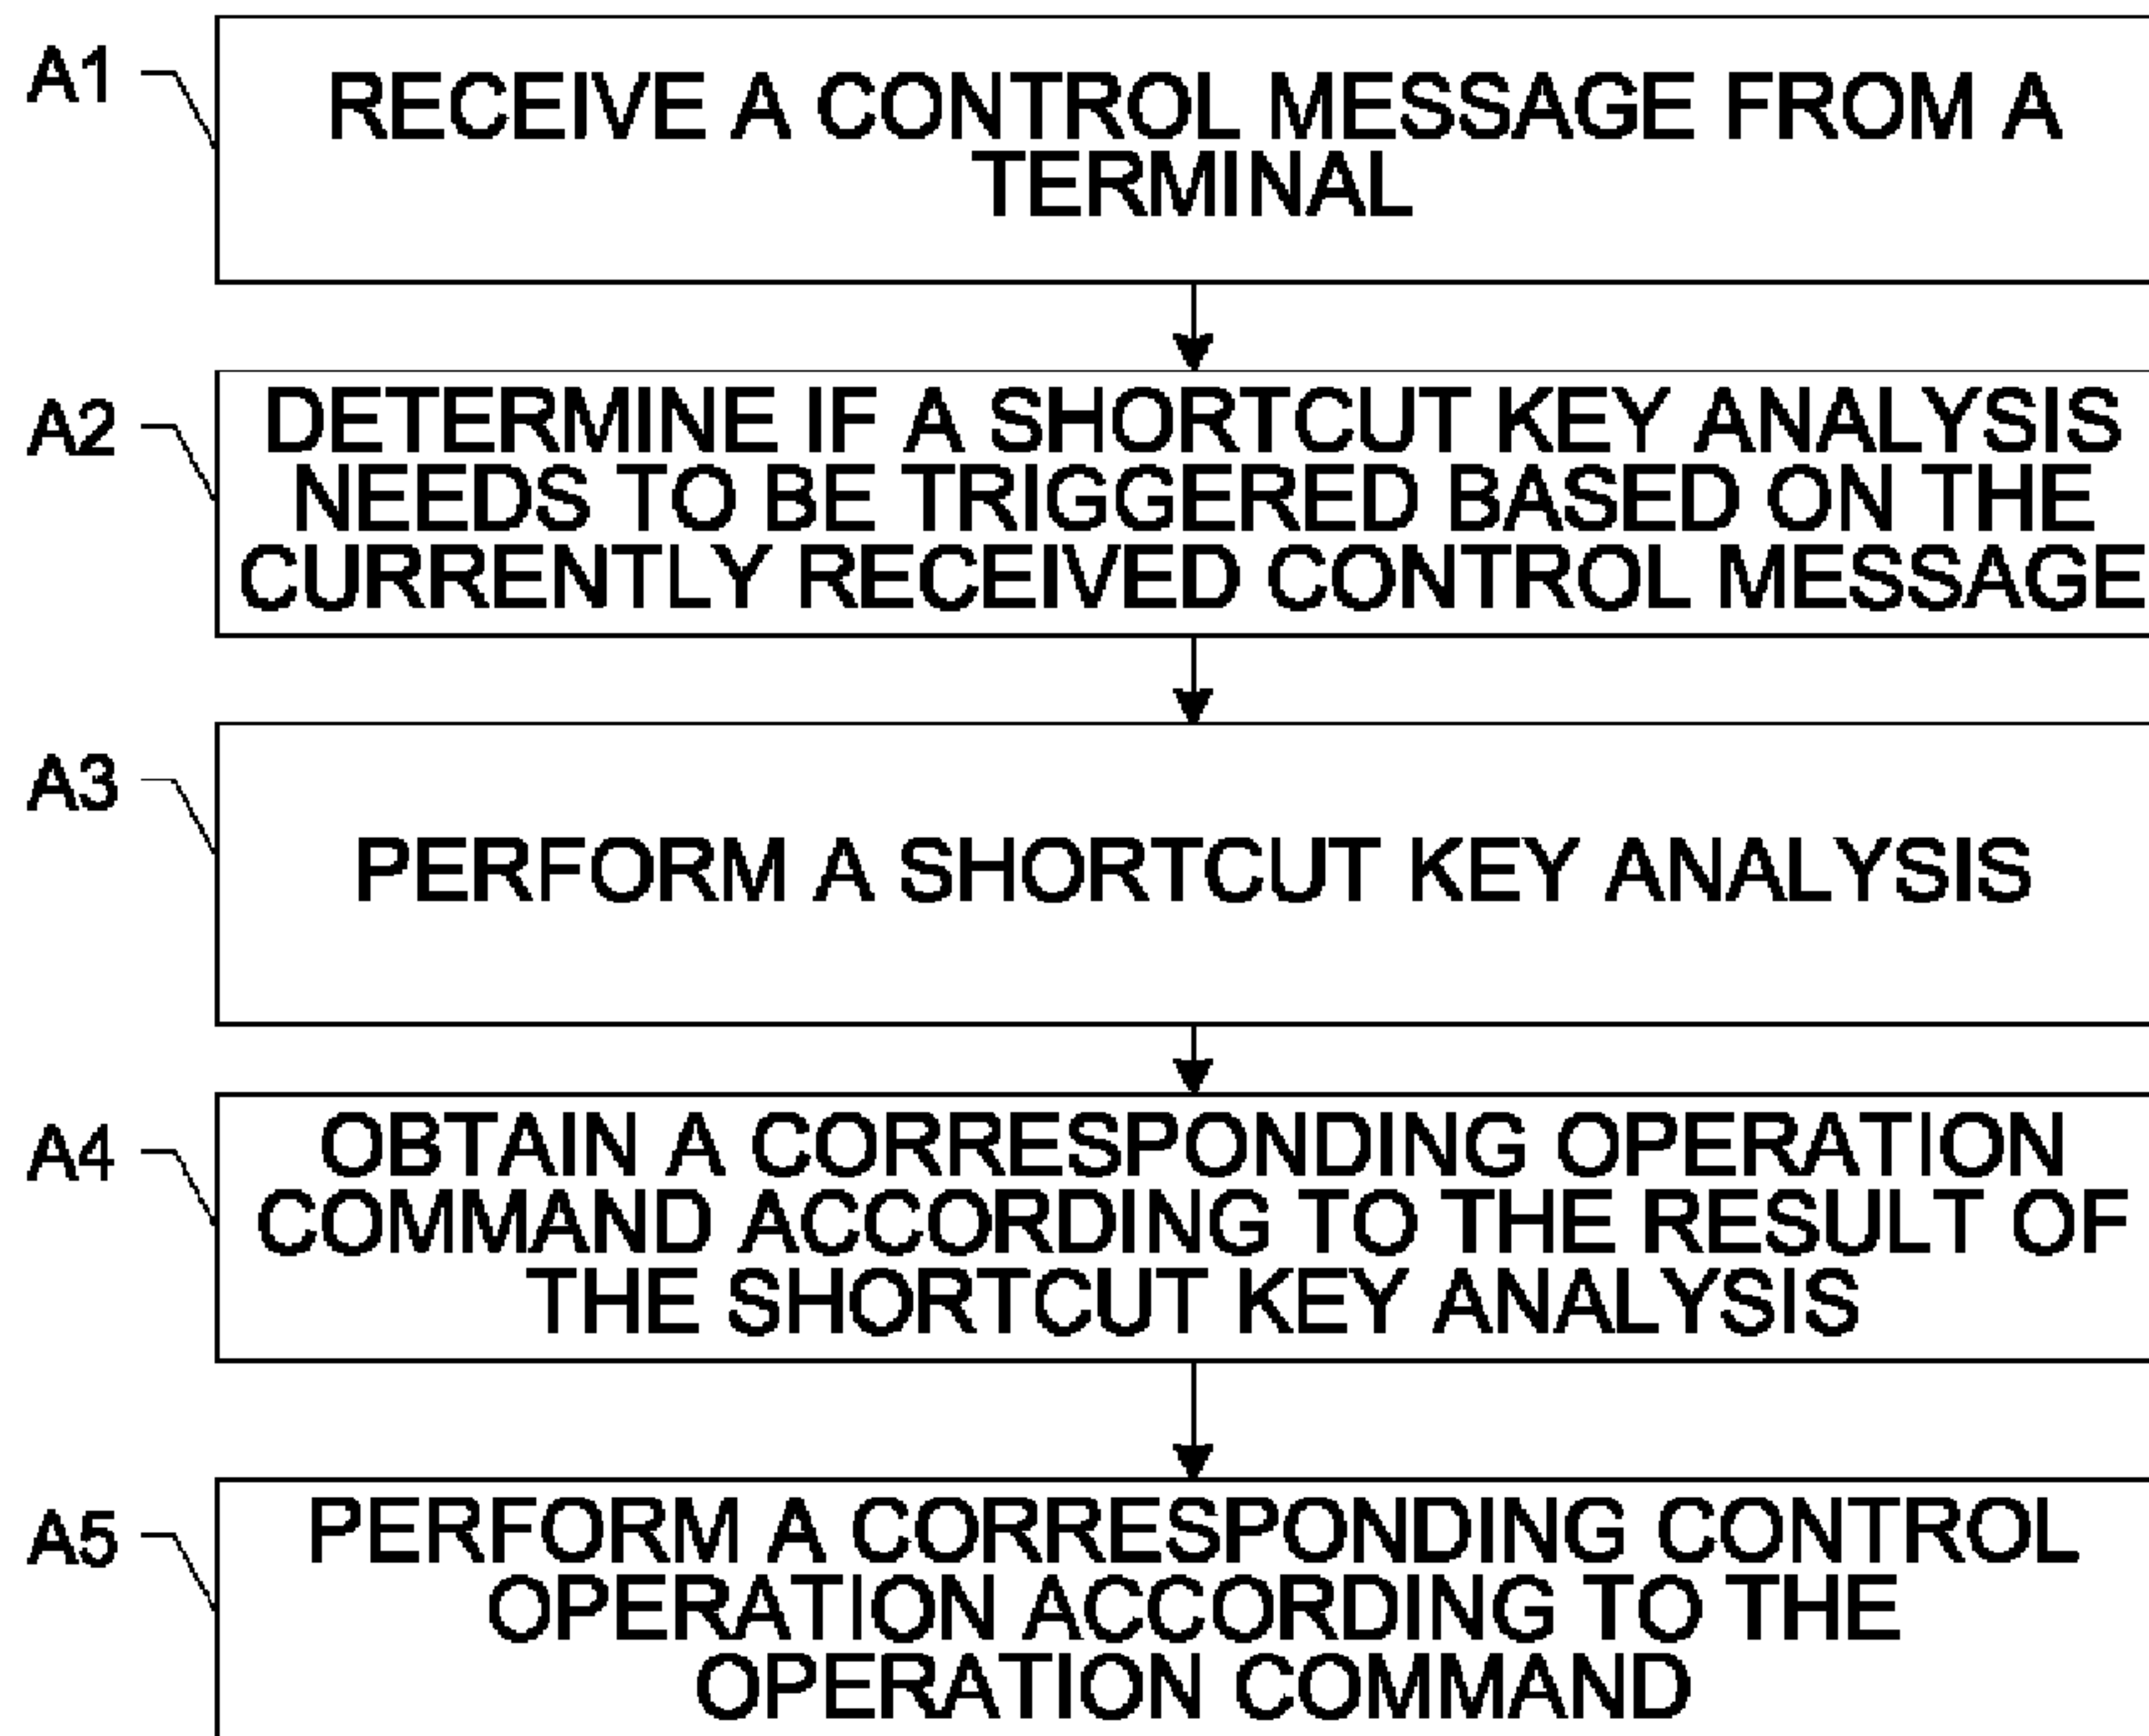 A1
RECEIVE A CONTROL MESSAGE FROM A
TERMINAL
A2
DETERMINE IF A SHORTCUT KEY ANALYSIS
NEEDS TO BE TRIGGERED BASED ON THE
CURRENTLY RECEIVED CONTROL MESSAGE
A3
PERFORM A SHORTCUT KEY ANALYSIS
A4
OBTAIN A CORRESPONDING OPERATION
COMMAND ACCORDING TO THE RESULT OF
THE SHORTCUT KEY ANALYSIS
A5
PERFORM A CORRESPONDING CONTROL
OPERATION ACCORDING TO THE
OPERATION COMMAND